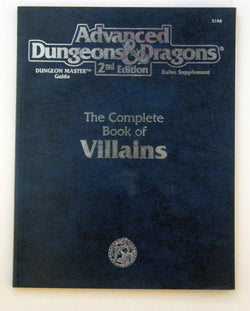 2144
Advanced
Dungeons & Dragons®
2nd Edition
DUNGEON MASTER™
Guide
Rules Supplement
The Complete
Book of
Villains